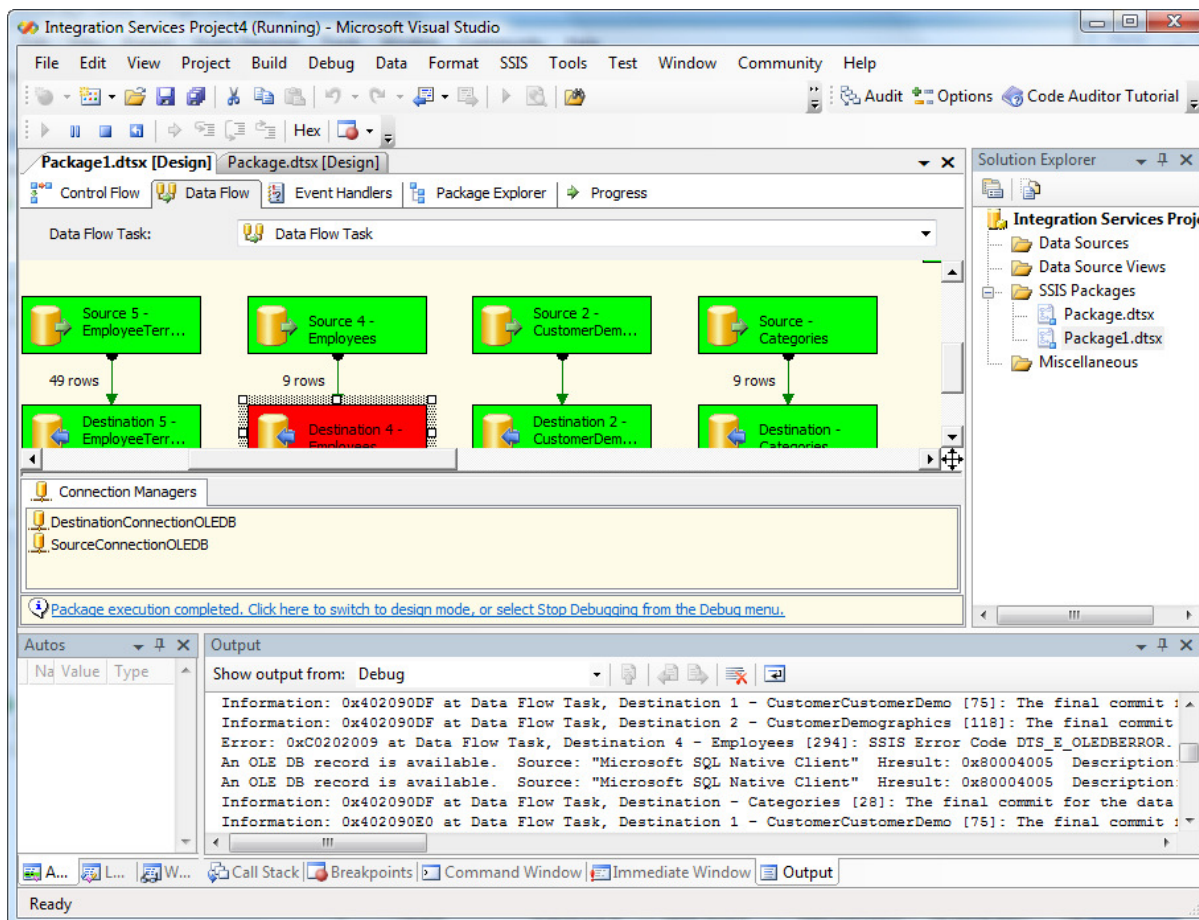 Integration Services Project4 (Running) - Microsoft Visual Studio
File Edit View Project Build Debug Data Format SSIS Tools Test Window Community Help
Audit Options Code Auditor Tutorial
Hex
Package1.dtsx [Design] Package.dtsx [Design]
Control Flow Data Flow Event Handlers Package Explorer Progress
Data Flow Task: Data Flow Task
Source 5 -
EmployeeTerr...
Source 4 -
Employees
Source 2 -
CustomerDem...
Source -
Categories
49 rows
9 rows
9 rows
Destination 5 -
EmployeeTerr...
Destination 4 -
Employees
Destination 2 -
CustomerDem...
Destination -
Categories
Connection Managers
DestinationConnectionOLEDB
SourceConnectionOLEDB
Package execution completed. Click here to switch to design mode, or select Stop Debugging from the Debug menu.
Solution Explorer
Integration Services Proj
Data Sources
Data Source Views
SSIS Packages
Package.dtsx
Package1.dtsx
Miscellaneous
Autos
Na Value Type
Output
Show output from: Debug
Information: 0x402090DF at Data Flow Task, Destination 1 - CustomerCustomerDemo [75]: The final commit
Information: 0x402090DF at Data Flow Task, Destination 2 - CustomerDemographics [118]: The final commit
Error: 0xC0202009 at Data Flow Task, Destination 4 - Employees [294]: SSIS Error Code DTS_E_OLEDBERROR.
An OLE DB record is available.  Source: "Microsoft SQL Native Client"  Hresult: 0x80004005  Description:
An OLE DB record is available.  Source: "Microsoft SQL Native Client"  Hresult: 0x80004005  Description:
Information: 0x402090DF at Data Flow Task, Destination - Categories [28]: The final commit for the data
Information: 0x402090E0 at Data Flow Task, Destination 1 - CustomerCustomerDemo [75]: The final commit
A... L... W... Call Stack Breakpoints Command Window Immediate Window Output
Ready